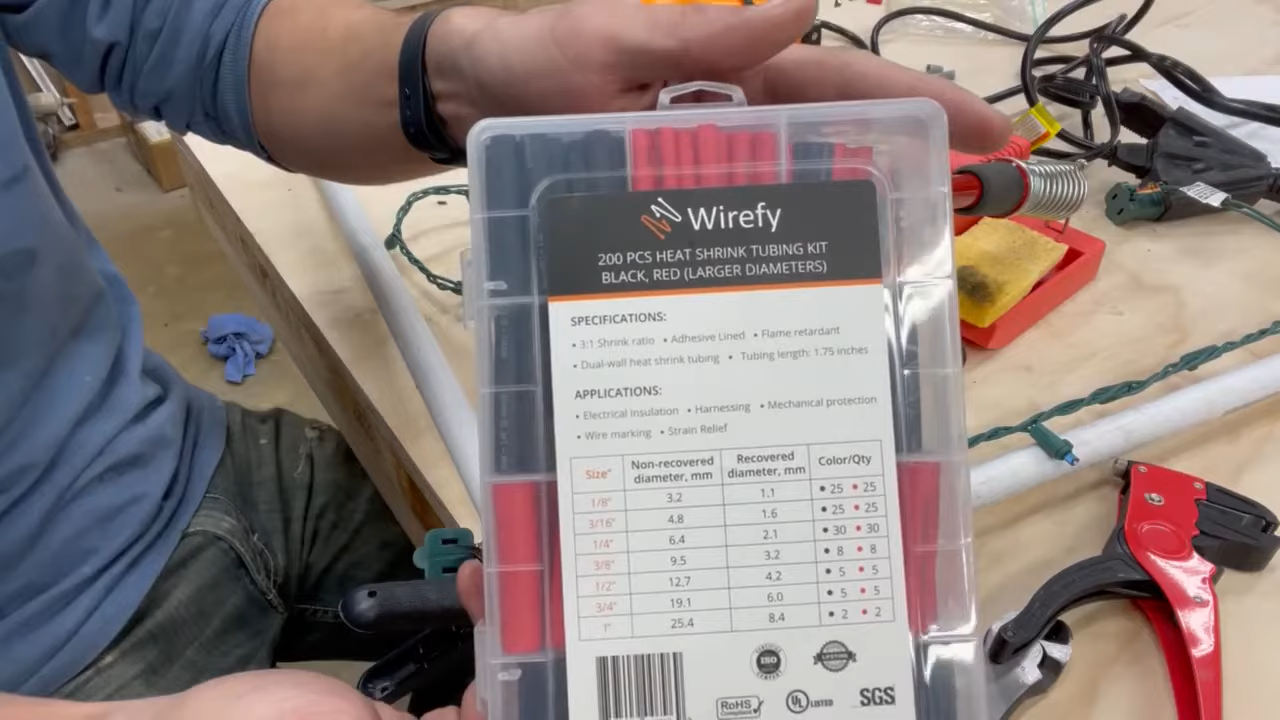 Wirefy
200 PCS HEAT SHRINK TUBING KIT
BLACK, RED (LARGER DIAMETERS)
SPECIFICATIONS:
• 3:1 Shrink ratio • Adhesive Lined • Flame retardant
• Dual-wall heat shrink tubing • Tubing length: 1.75 inches
APPLICATIONS:
• Electrical insulation • Harnessing • Mechanical protection
• Wire marking • Strain Relief
Size" Non-recovered diameter, mm Recovered diameter, mm Color/Qty
1/8" 3.2 1.1 • 25 • 25
3/16" 4.8 1.6 • 25 • 25
1/4" 6.4 2.1 • 30 • 30
3/8" 9.5 3.2 • 8 • 8
1/2" 12,7 4,2 • 5 • 5
3/4" 19.1 6.0 • 5 • 5
1" 25.4 8.4 • 2 • 2
ISO
LIFETIME
RoHS Compliant
UL LISTED
SGS